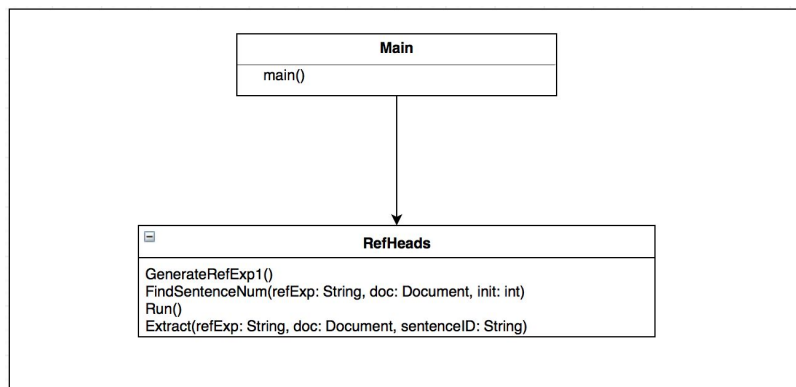 Main
main()
RefHeads
GenerateRefExp1()
FindSentenceNum(refExp: String, doc: Document, init: int)
Run()
Extract(refExp: String, doc: Document, sentenceID: String)